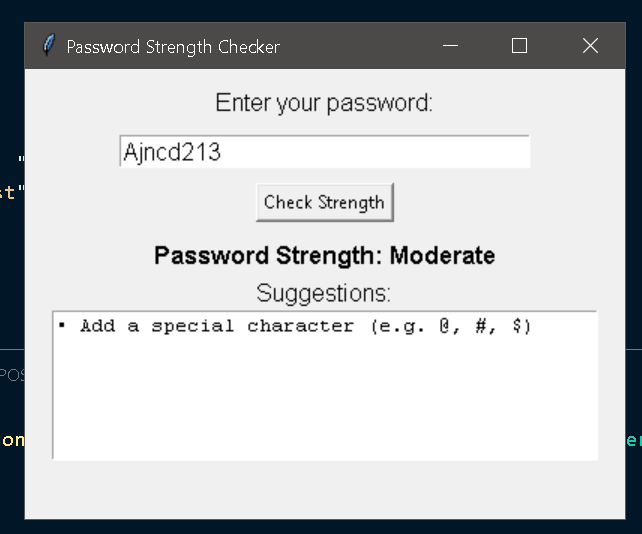 Password Strength Checker
Enter your password:
"
Ajncd213
st"
Check Strength
Password Strength: Moderate
Suggestions:
• Add a special character (e.g. @, #, $)
POS
on
er